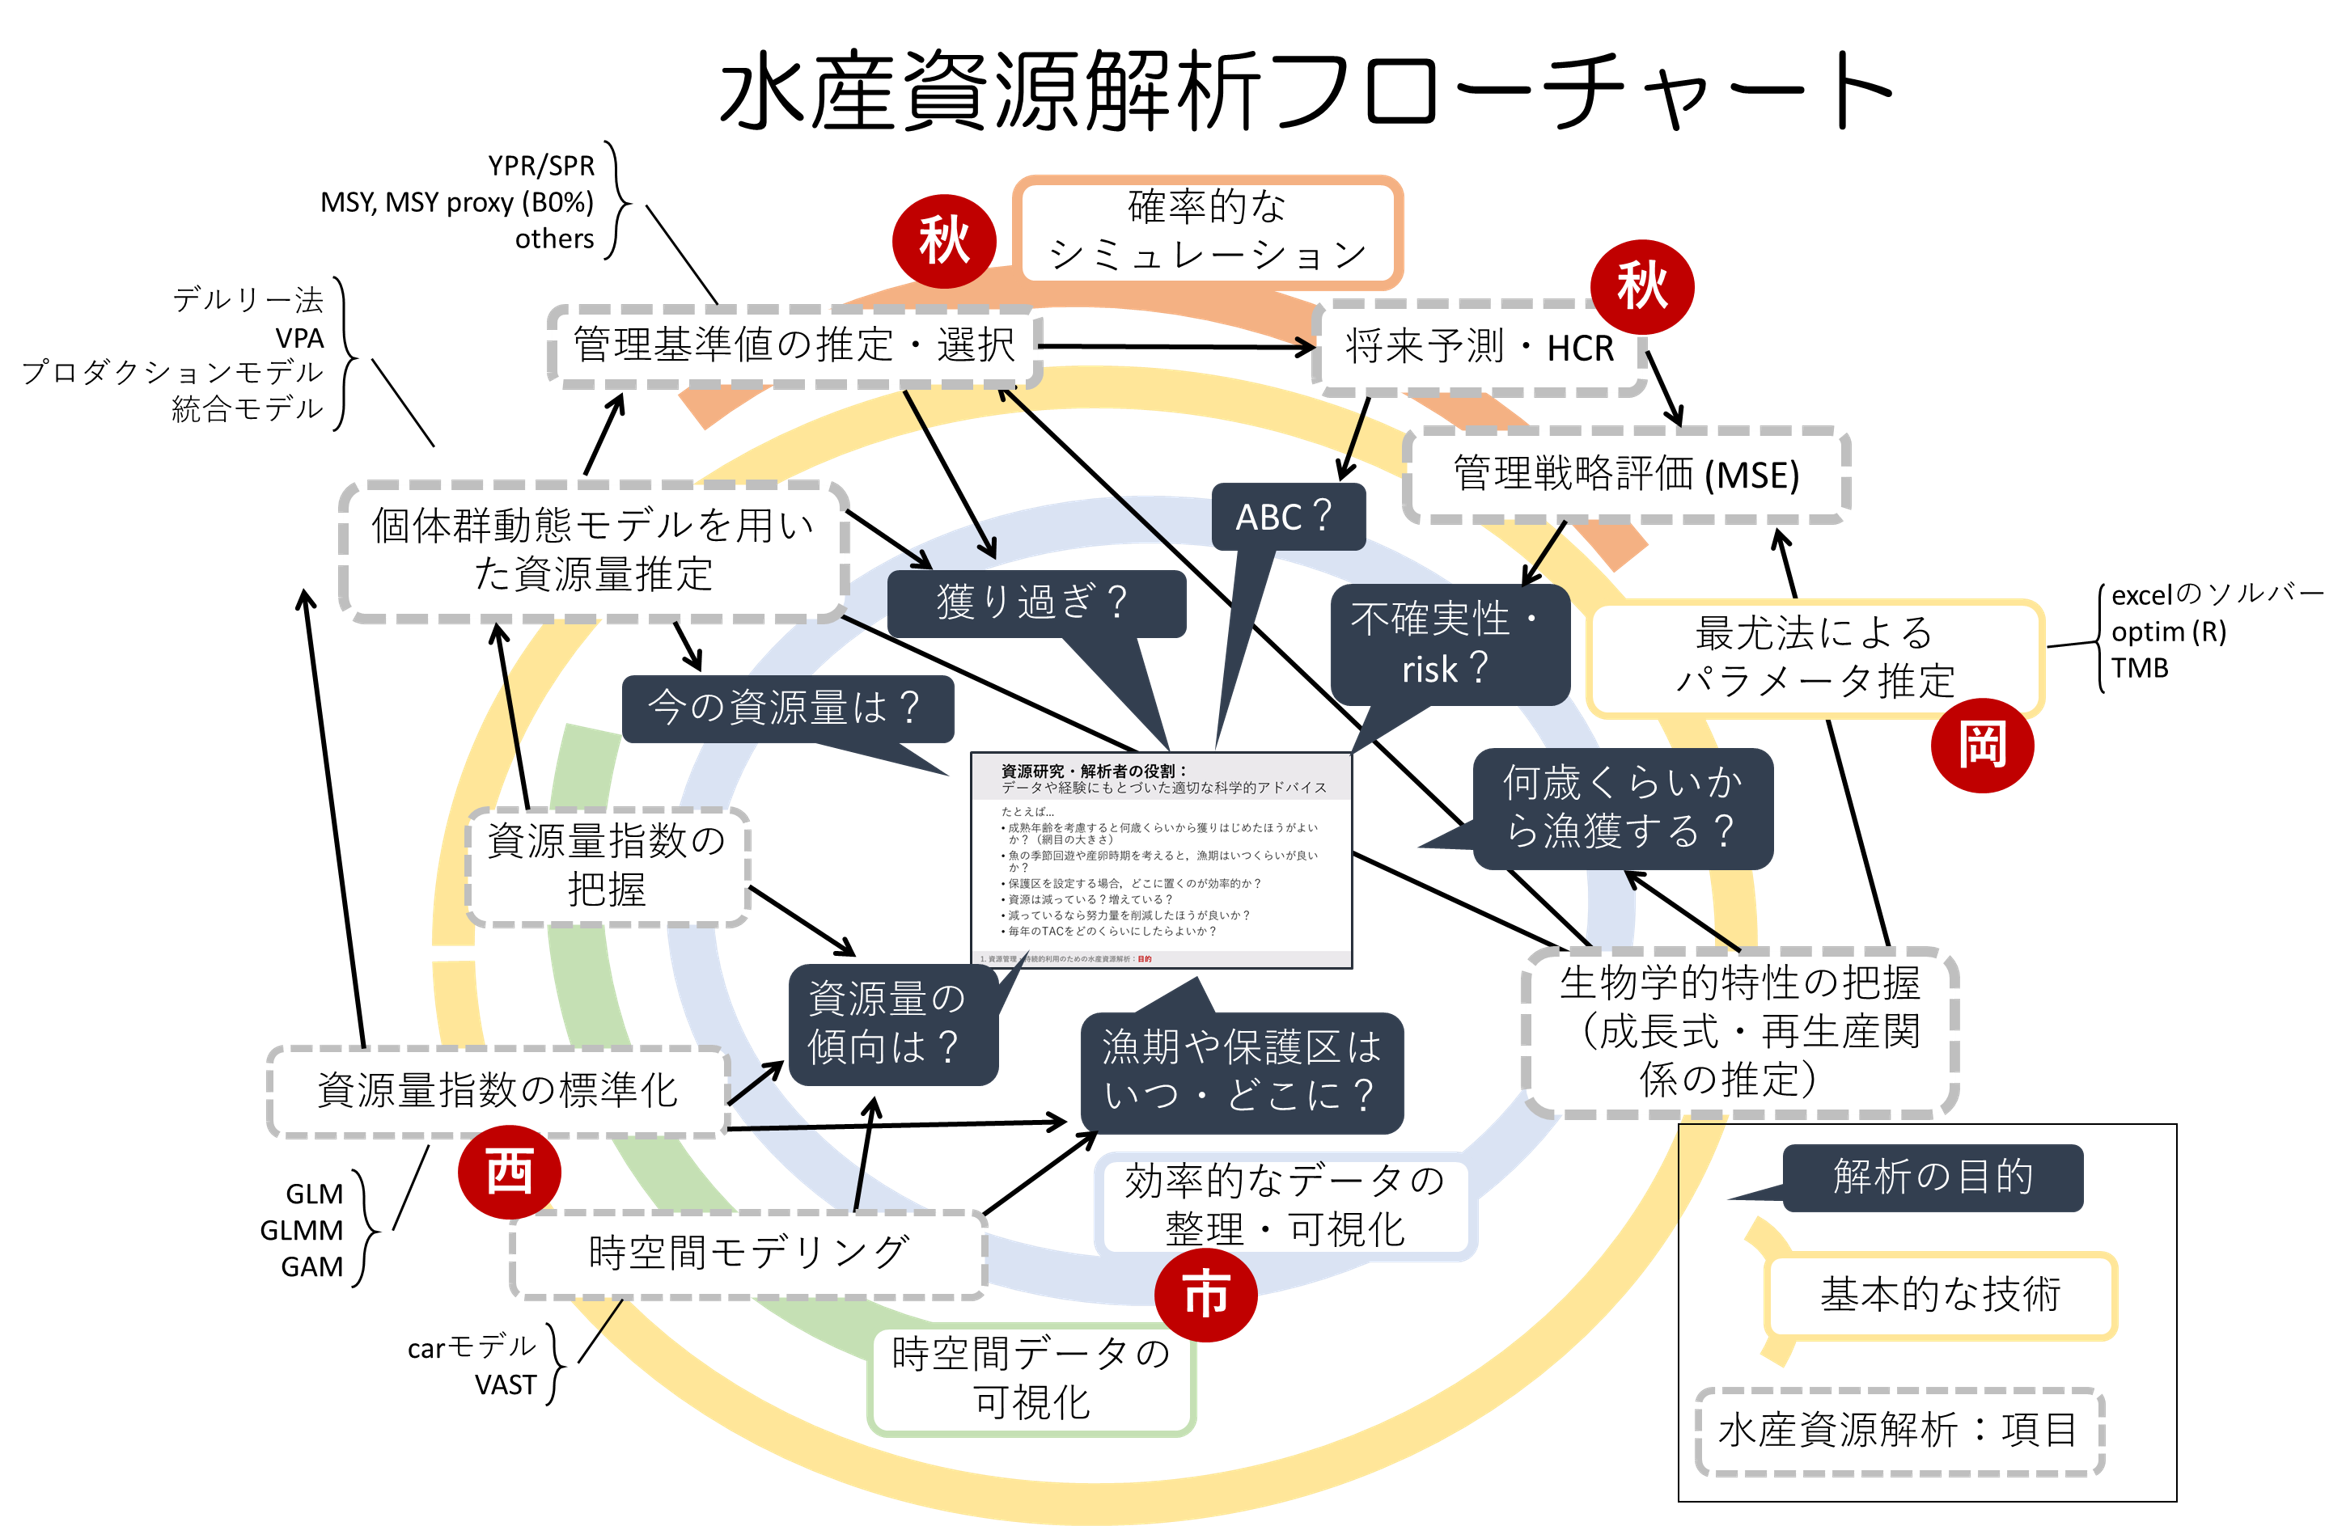 水産資源解析フローチャート
YPR/SPR
MSY, MSY proxy (B0%)
others
秋
確率的な
シミュレーション
秋
デルリー法
VPA
プロダクションモデル
統合モデル
管理基準値の推定・選択
将来予測・HCR
管理戦略評価 (MSE)
個体群動態モデルを用い
た資源量推定
ABC？
獲り過ぎ？
不確実性・
risk？
最尤法による
パラメータ推定
excelのソルバー
optim (R)
TMB
岡
今の資源量は？
資源研究・解析者の役割：
データや経験にもとづいた適切な科学的アドバイス
たとえば...
• 成熟年齢を考慮すると何歳くらいから獲りはじめたほうがよい
か？（網目の大きさ）
• 魚の季節回遊や産卵時期を考えると，漁期はいつくらいが良い
か？
• 保護区を設定する場合，どこに置くのが効率的か？
• 資源は減っている？増えている？
• 減っているなら努力量を削減したほうが良いか？
• 毎年のTACをどのくらいにしたらよいか？
1. 資源管理・持続的利用のための水産資源解析：目的
何歳くらいか
ら漁獲する？
資源量指数の
把握
資源量の
傾向は？
漁期や保護区は
いつ・どこに？
生物学的特性の把握
（成長式・再生産関
係の推定）
資源量指数の標準化
西
GLM
GLMM
GAM
時空間モデリング
carモデル
VAST
効率的なデータの
整理・可視化
市
時空間データの
可視化
解析の目的
基本的な技術
水産資源解析：項目